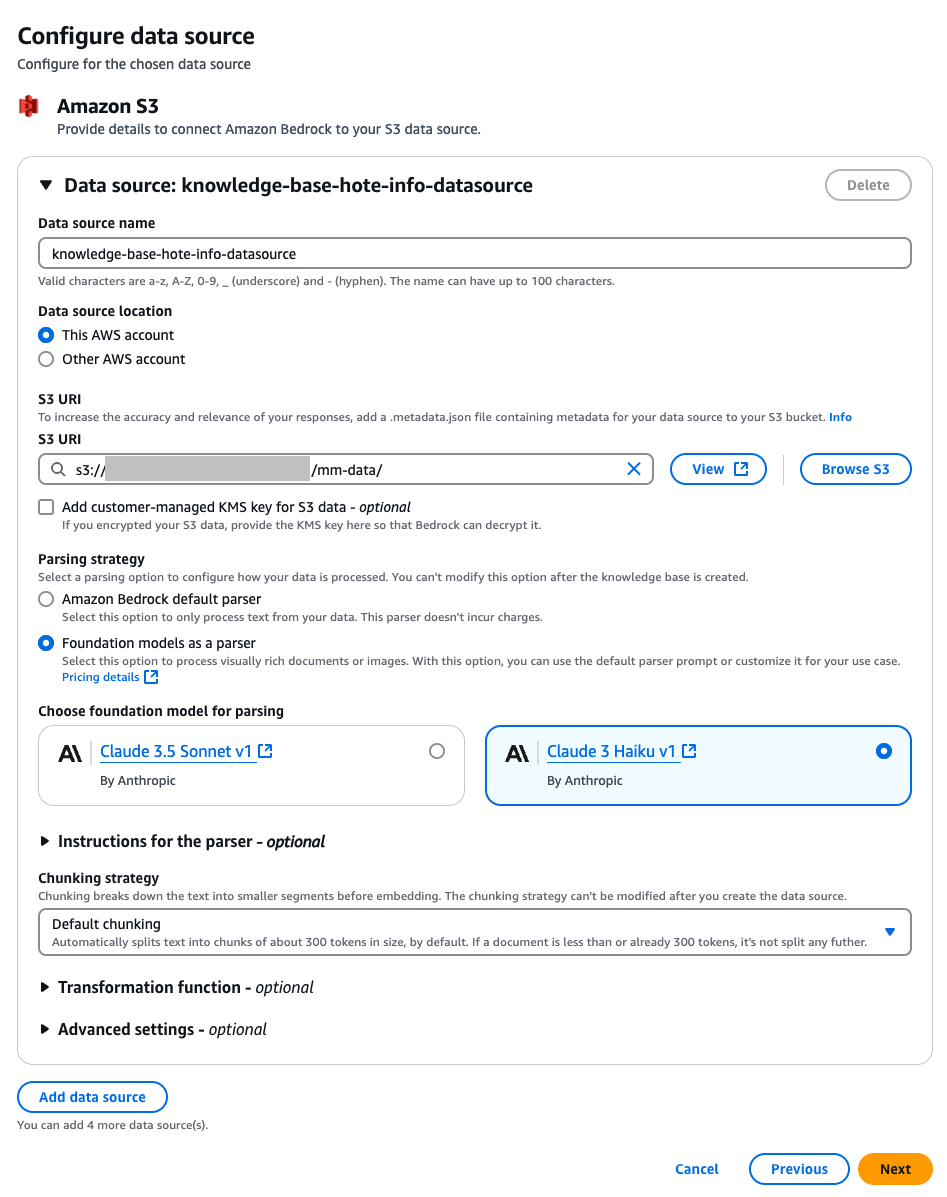 Configure data source
Configure for the chosen data source
Amazon S3
Provide details to connect Amazon Bedrock to your S3 data source.
Data source: knowledge-base-hote-info-datasource
Delete
Data source name
knowledge-base-hote-info-datasource
Valid characters are a-z, A-Z, 0-9, _ (underscore) and - (hyphen). The name can have up to 100 characters.
Data source location
This AWS account
Other AWS account
S3 URI
To increase the accuracy and relevance of your responses, add a .metadata.json file containing metadata for your data source to your S3 bucket. Info
S3 URI
s3:// /mm-data/
View
Browse S3
Add customer-managed KMS key for S3 data - optional
If you encrypted your S3 data, provide the KMS key here so that Bedrock can decrypt it.
Parsing strategy
Select a parsing option to configure how your data is processed. You can't modify this option after the knowledge base is created.
Amazon Bedrock default parser
Select this option to only process text from your data. This parser doesn't incur charges.
Foundation models as a parser
Select this option to process visually rich documents or images. With this option, you can use the default parser prompt or customize it for your use case.
Pricing details
Choose foundation model for parsing
A\ Claude 3.5 Sonnet v1
By Anthropic
A\ Claude 3 Haiku v1
By Anthropic
Instructions for the parser - optional
Chunking strategy
Chunking breaks down the text into smaller segments before embedding. The chunking strategy can't be modified after you create the data source.
Default chunking
Automatically splits text into chunks of about 300 tokens in size, by default. If a document is less than or already 300 tokens, it's not split any futher.
Transformation function - optional
Advanced settings - optional
Add data source
You can add 4 more data source(s).
Cancel
Previous
Next